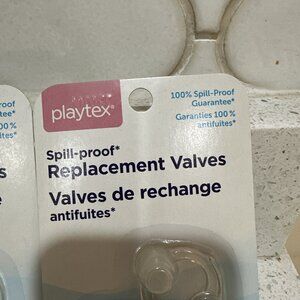 playtex®
100% Spill-Proof
Guarantee*
Garanties 100%
antifuites*
Spill-proof*
Replacement Valves
Valves de rechange
antifuites*